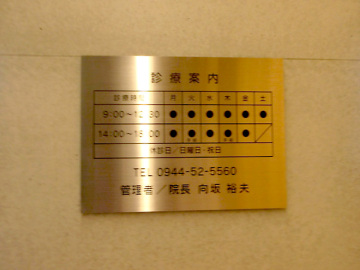 診療案内
診療時間 月 火 水 木 金 土
9:00〜12:30 ● ● ● ● ● ●
14:00〜18:00 ● ● ● ● ● ／
休診日／日曜日・祝日
TEL 0944-52-5560
管理者／院長 向坂 裕夫